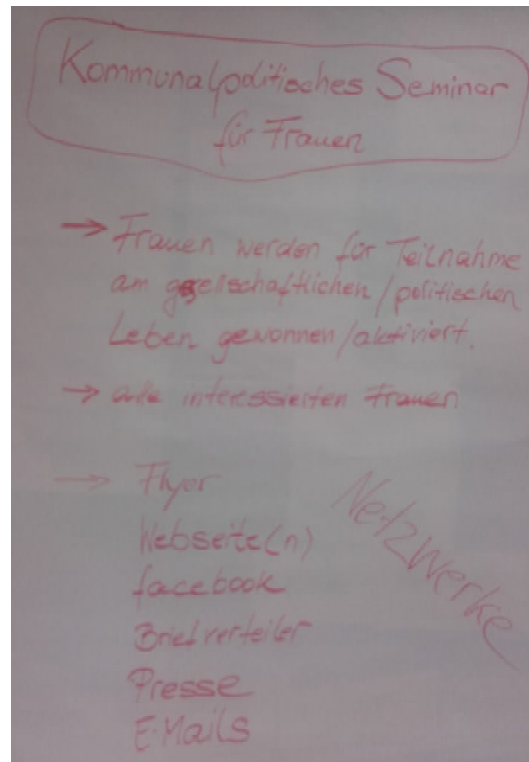 Kommunalpolitisches Seminar
für Frauen
→ Frauen werden für Teilnahme
am gesellschaftlichen/politischen
Leben gewonnen/aktiviert.
→ alle interessierten Frauen
→ Flyer
Webseite(n)
facebook
Briefverteiler
Presse
E-Mails
Netzwerke